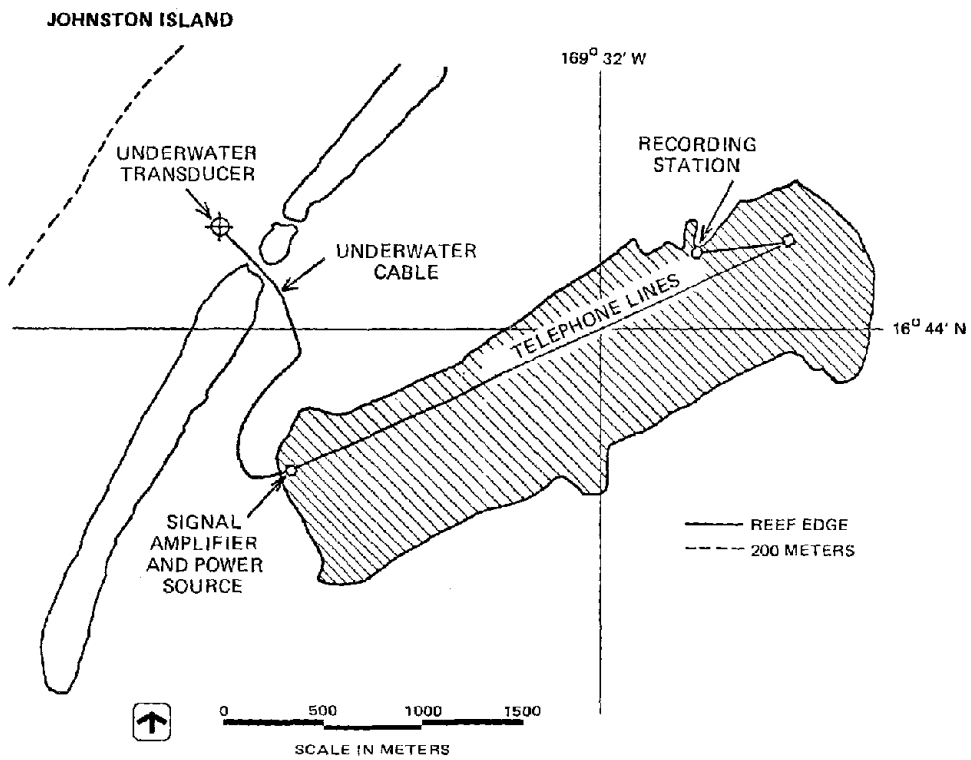 JOHNSTON ISLAND
169° 32' W
RECORDING
STATION
UNDERWATER
TRANSDUCER
UNDERWATER
CABLE
TELEPHONE LINES
16° 44' N
SIGNAL
AMPLIFIER
AND POWER
SOURCE
REEF EDGE
200 METERS
0 500 1000 1500
SCALE IN METERS